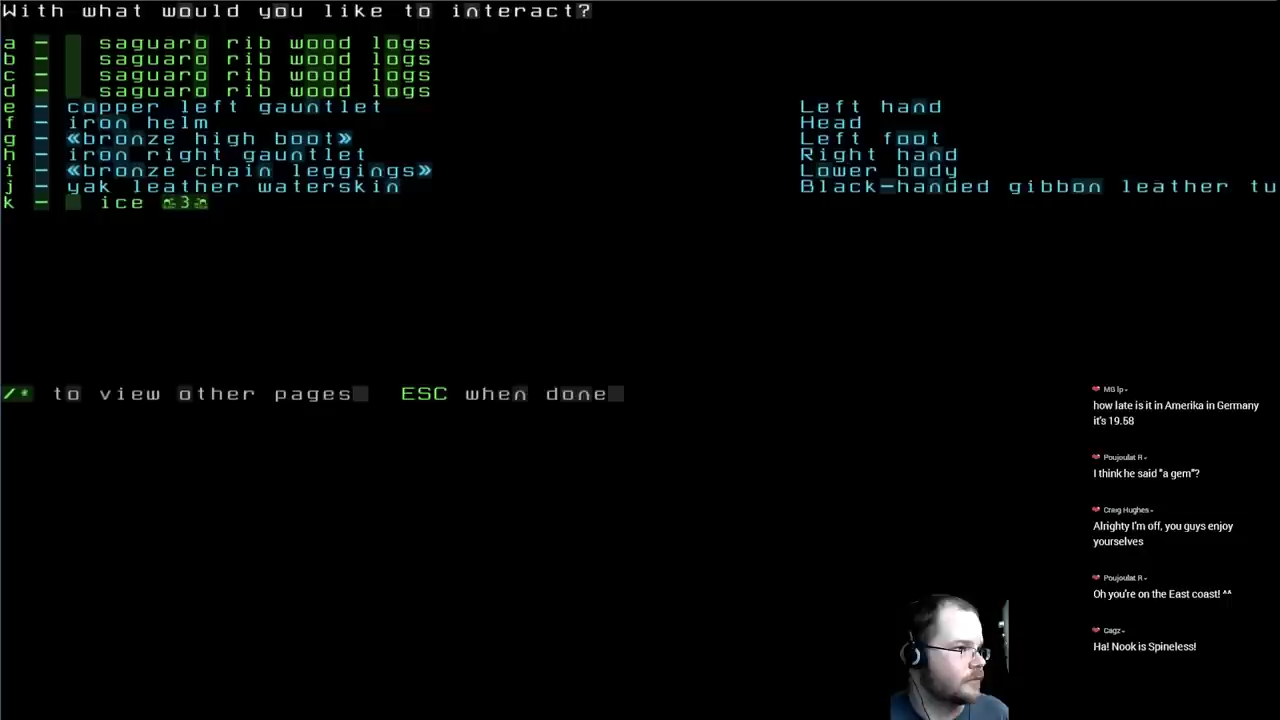 With what would you like to interact?
a - saguaro rib wood logs
b - saguaro rib wood logs
c - saguaro rib wood logs
d - saguaro rib wood logs
e - copper left gauntlet Left hand
f - iron helm Head
g - «bronze high boot» Left foot
h - iron right gauntlet Right hand
i - «bronze chain leggings» Lower body
j - yak leather waterskin Black-handed gibbon leather tu
k - ice 3
/* to view other pages ESC when done
MG lp
how late is it in Amerika in Germany
it's 19.58
Poujoulat R
I think he said "a gem"?
Craig Hughes
Alrighty I'm off, you guys enjoy
yourselves
Poujoulat R
Oh you're on the East coast! ^^
Cagz
Ha! Nook is Spineless!